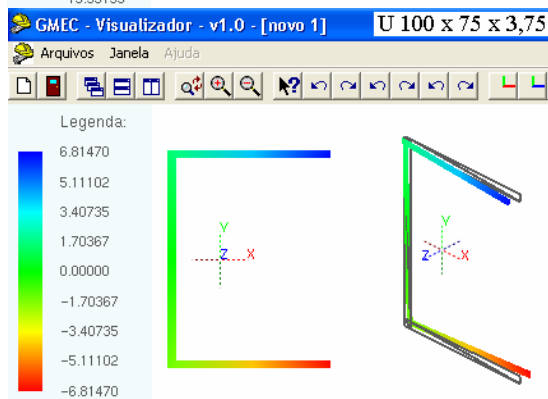 GMEC - Visualizador - v1.0 - [novo 1] U 100 x 75 x 3,75
Arquivos Janela Ajuda
Legenda:
6.81470
5.11102
3.40735
1.70367
0.00000
-1.70367
-3.40735
-5.11102
-6.81470
Y
Z X
Y
Z X